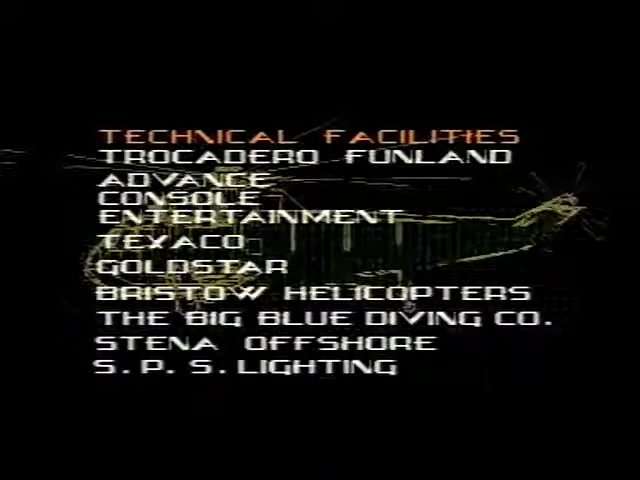 TECHNICAL FACILITIES
TROCADERO FUNLAND
ADVANCE
CONSOLE
ENTERTAINMENT
TEXACO
GOLDSTAR
BRISTOW HELICOPTERS
THE BIG BLUE DIVING CO.
STENA OFFSHORE
S. P. S. LIGHTING